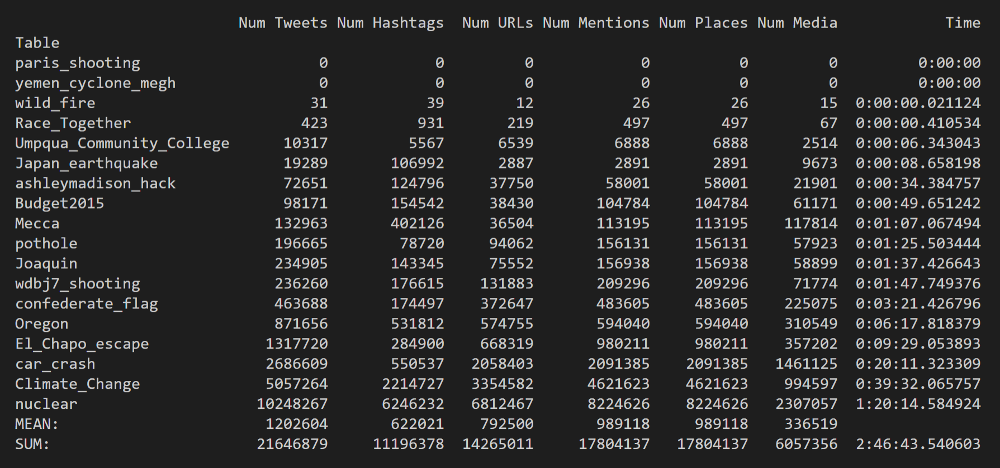 Num Tweets Num Hashtags Num URLs Num Mentions Num Places Num Media Time
Table
paris_shooting 0 0 0 0 0 0 0:00:00
yemen_cyclone_megh 0 0 0 0 0 0 0:00:00
wild_fire 31 39 12 26 26 15 0:00:00.021124
Race_Together 423 931 219 497 497 67 0:00:00.410534
Umpqua_Community_College 10317 5567 6539 6888 6888 2514 0:00:06.343043
Japan_earthquake 19289 106992 2887 2891 2891 9673 0:00:08.658198
ashleymadison_hack 72651 124796 37750 58001 58001 21901 0:00:34.384757
Budget2015 98171 154542 38430 104784 104784 61171 0:00:49.651242
Mecca 132963 402126 36504 113195 113195 117814 0:01:07.067494
pothole 196665 78720 94062 156131 156131 57923 0:01:25.503444
Joaquin 234905 143345 75552 156938 156938 58899 0:01:37.426643
wdbj7_shooting 236260 176615 131883 209296 209296 71774 0:01:47.749376
confederate_flag 463688 174497 372647 483605 483605 225075 0:03:21.426796
Oregon 871656 531812 574755 594040 594040 310549 0:06:17.818379
El_Chapo_escape 1317720 284900 668319 980211 980211 357202 0:09:29.053893
car_crash 2686609 550537 2058403 2091385 2091385 1461125 0:20:11.323309
Climate_Change 5057264 2214727 3354582 4621623 4621623 994597 0:39:32.065757
nuclear 10248267 6246232 6812467 8224626 8224626 2307057 1:20:14.584924
MEAN: 1202604 622021 792500 989118 989118 336519
SUM: 21646879 11196378 14265011 17804137 17804137 6057356 2:46:43.540603